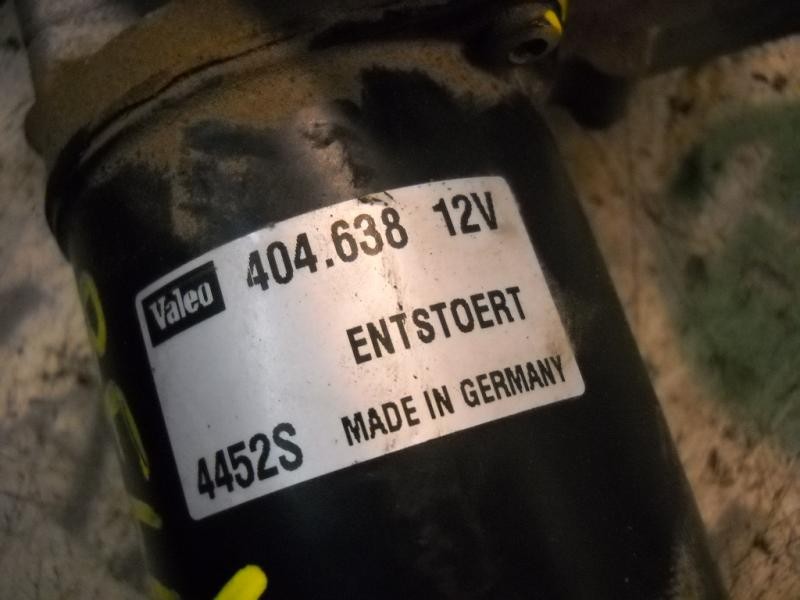 Valeo 404.638 12V
ENTSTOERT
4452S MADE IN GERMANY